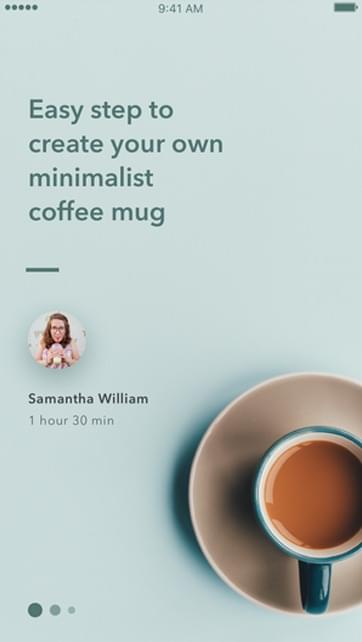 9:41 AM
Easy step to
create your own
minimalist
coffee mug
Samantha William
1 hour 30 min